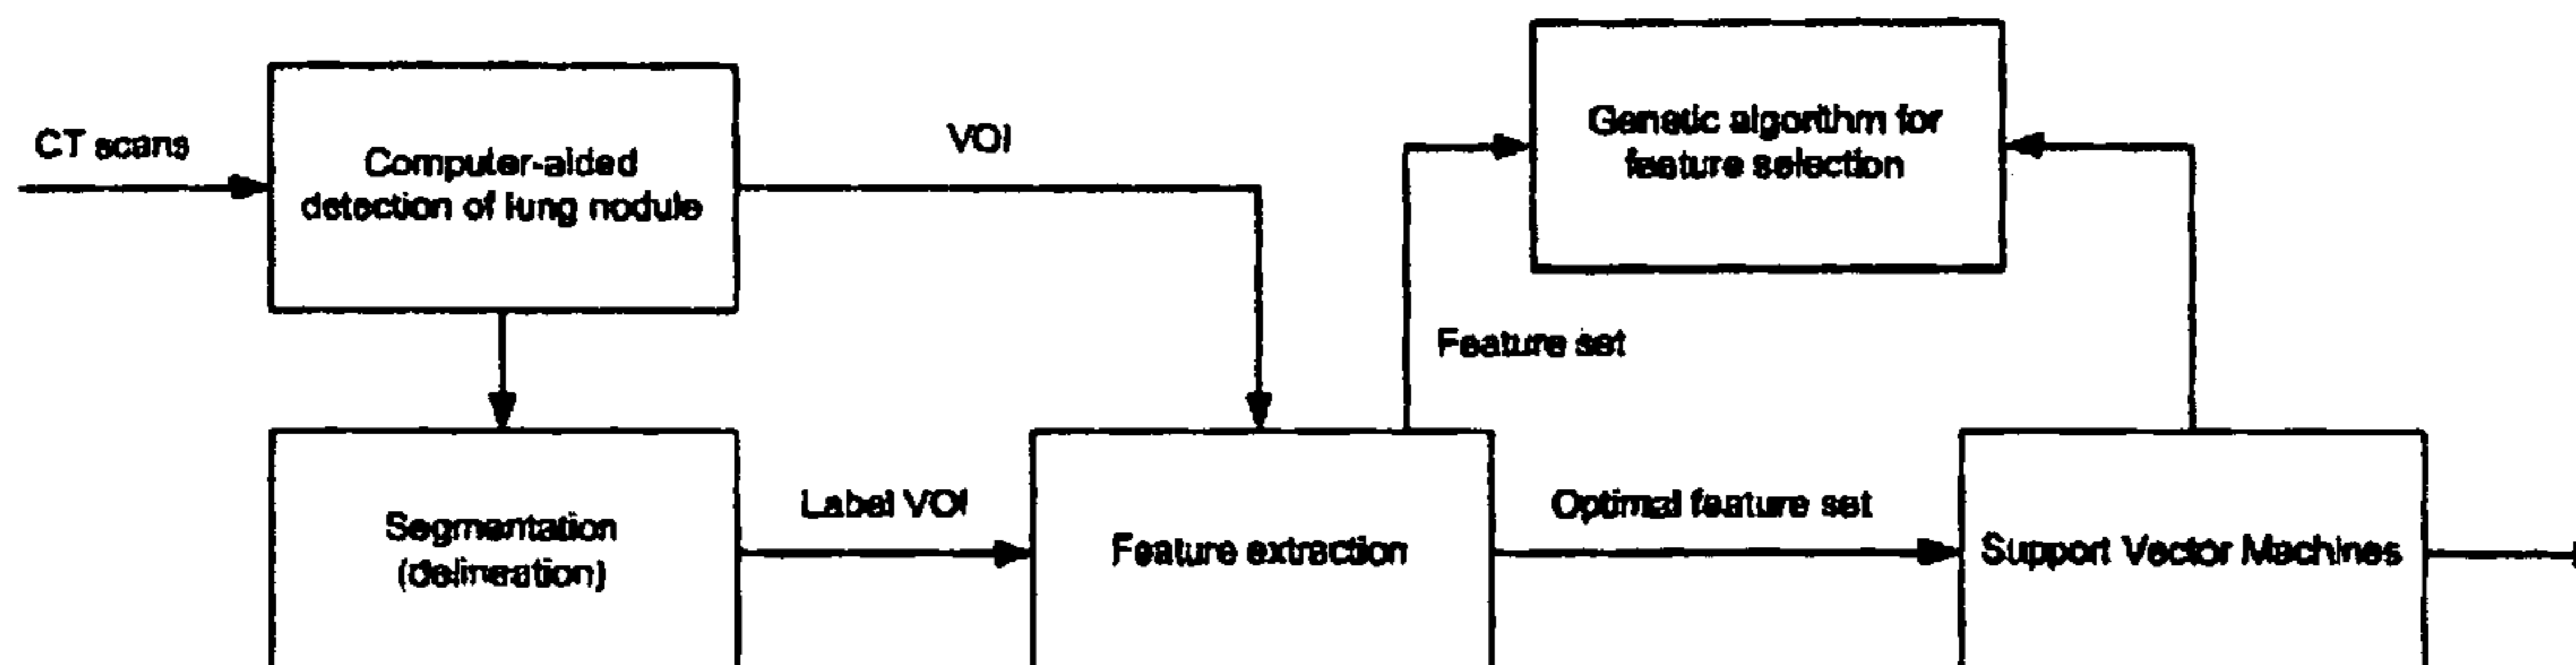 CT scans
Computer-aided
detection of lung nodule
VOI
Genetic algorithm for
feature selection
Feature set
Segmentation
(delineation)
Label VOI
Feature extraction
Optimal feature set
Support Vector Machines